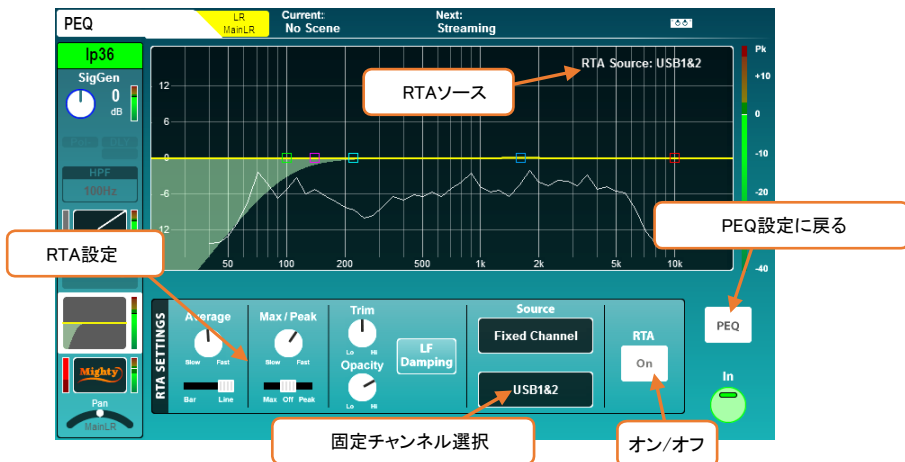 PEQ
LR
MainLR
Current:
No Scene
Next:
Streaming
Ip36
SigGen
0
dB
HPF
100Hz
RTA Source: USB1&2
RTAソース
12
6
0
-6
-12
50
100
200
500
1k
2k
5k
10k
Pk
+10
0
-10
-20
-40
PEQ設定に戻る
RTA設定
RTA SETTINGS
Average
Slow
Fast
Bar
Line
Max / Peak
Slow
Fast
Max
Off
Peak
Trim
Lo
Hi
Opacity
Lo
Hi
LF
Damping
Source
Fixed Channel
USB1&2
RTA
On
PEQ
In
Mighty
Pan
MainLR
固定チャンネル選択
オン/オフ